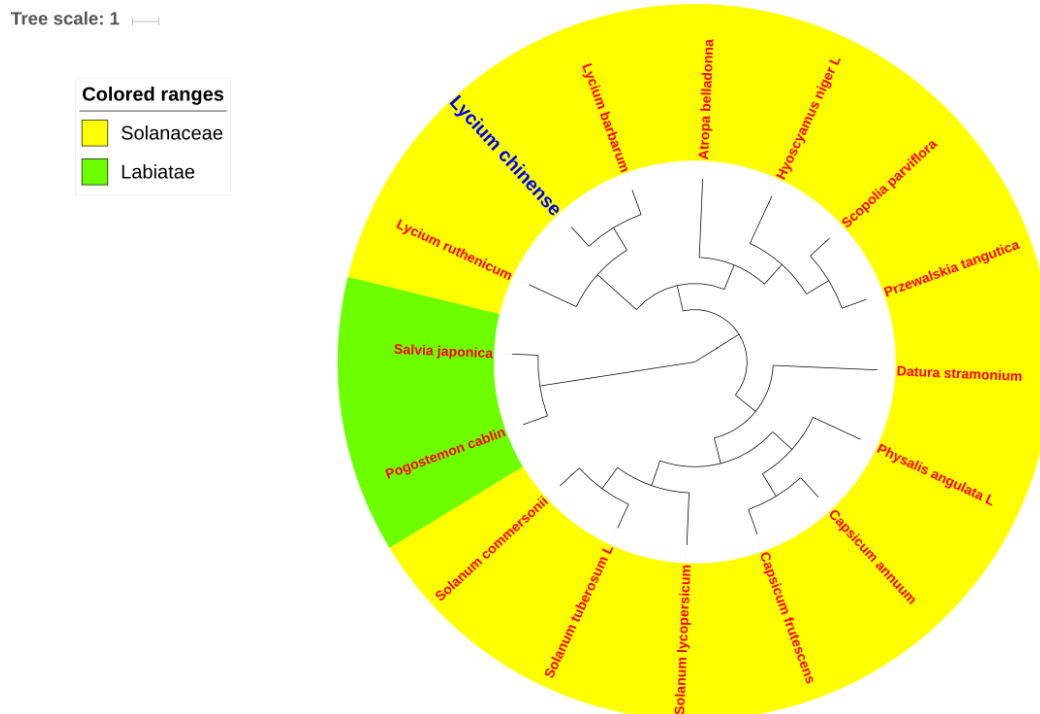 Tree scale: 1
Colored ranges
Solanaceae
Labiatae
Lycium chinense
Lycium barbarum
Atropa belladonna
Hyoscyamus niger L
Scopolia parviflora
Przewalskia tangutica
Datura stramonium
Physalis angulata L
Capsicum annuum
Capsicum frutescens
Solanum lycopersicum
Solanum tuberosum L
Solanum commersonii
Pogostemon cablin
Salvia japonica
Lycium ruthenicum